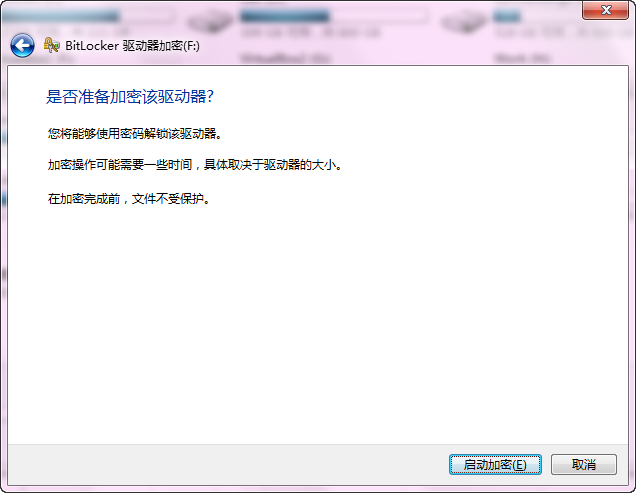 BitLocker 驱动器加密(F:)
是否准备加密该驱动器?
您将能够使用密码解锁该驱动器。
加密操作可能需要一些时间，具体取决于驱动器的大小。
在加密完成前，文件不受保护。
启动加密(E) 取消